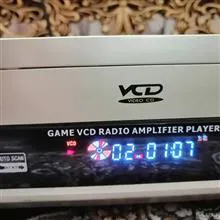 VCD
VIDEO CD
GAME VCD RADIO AMPLIFIER PLAYER
VCD
AUTO SCAN
02 0107